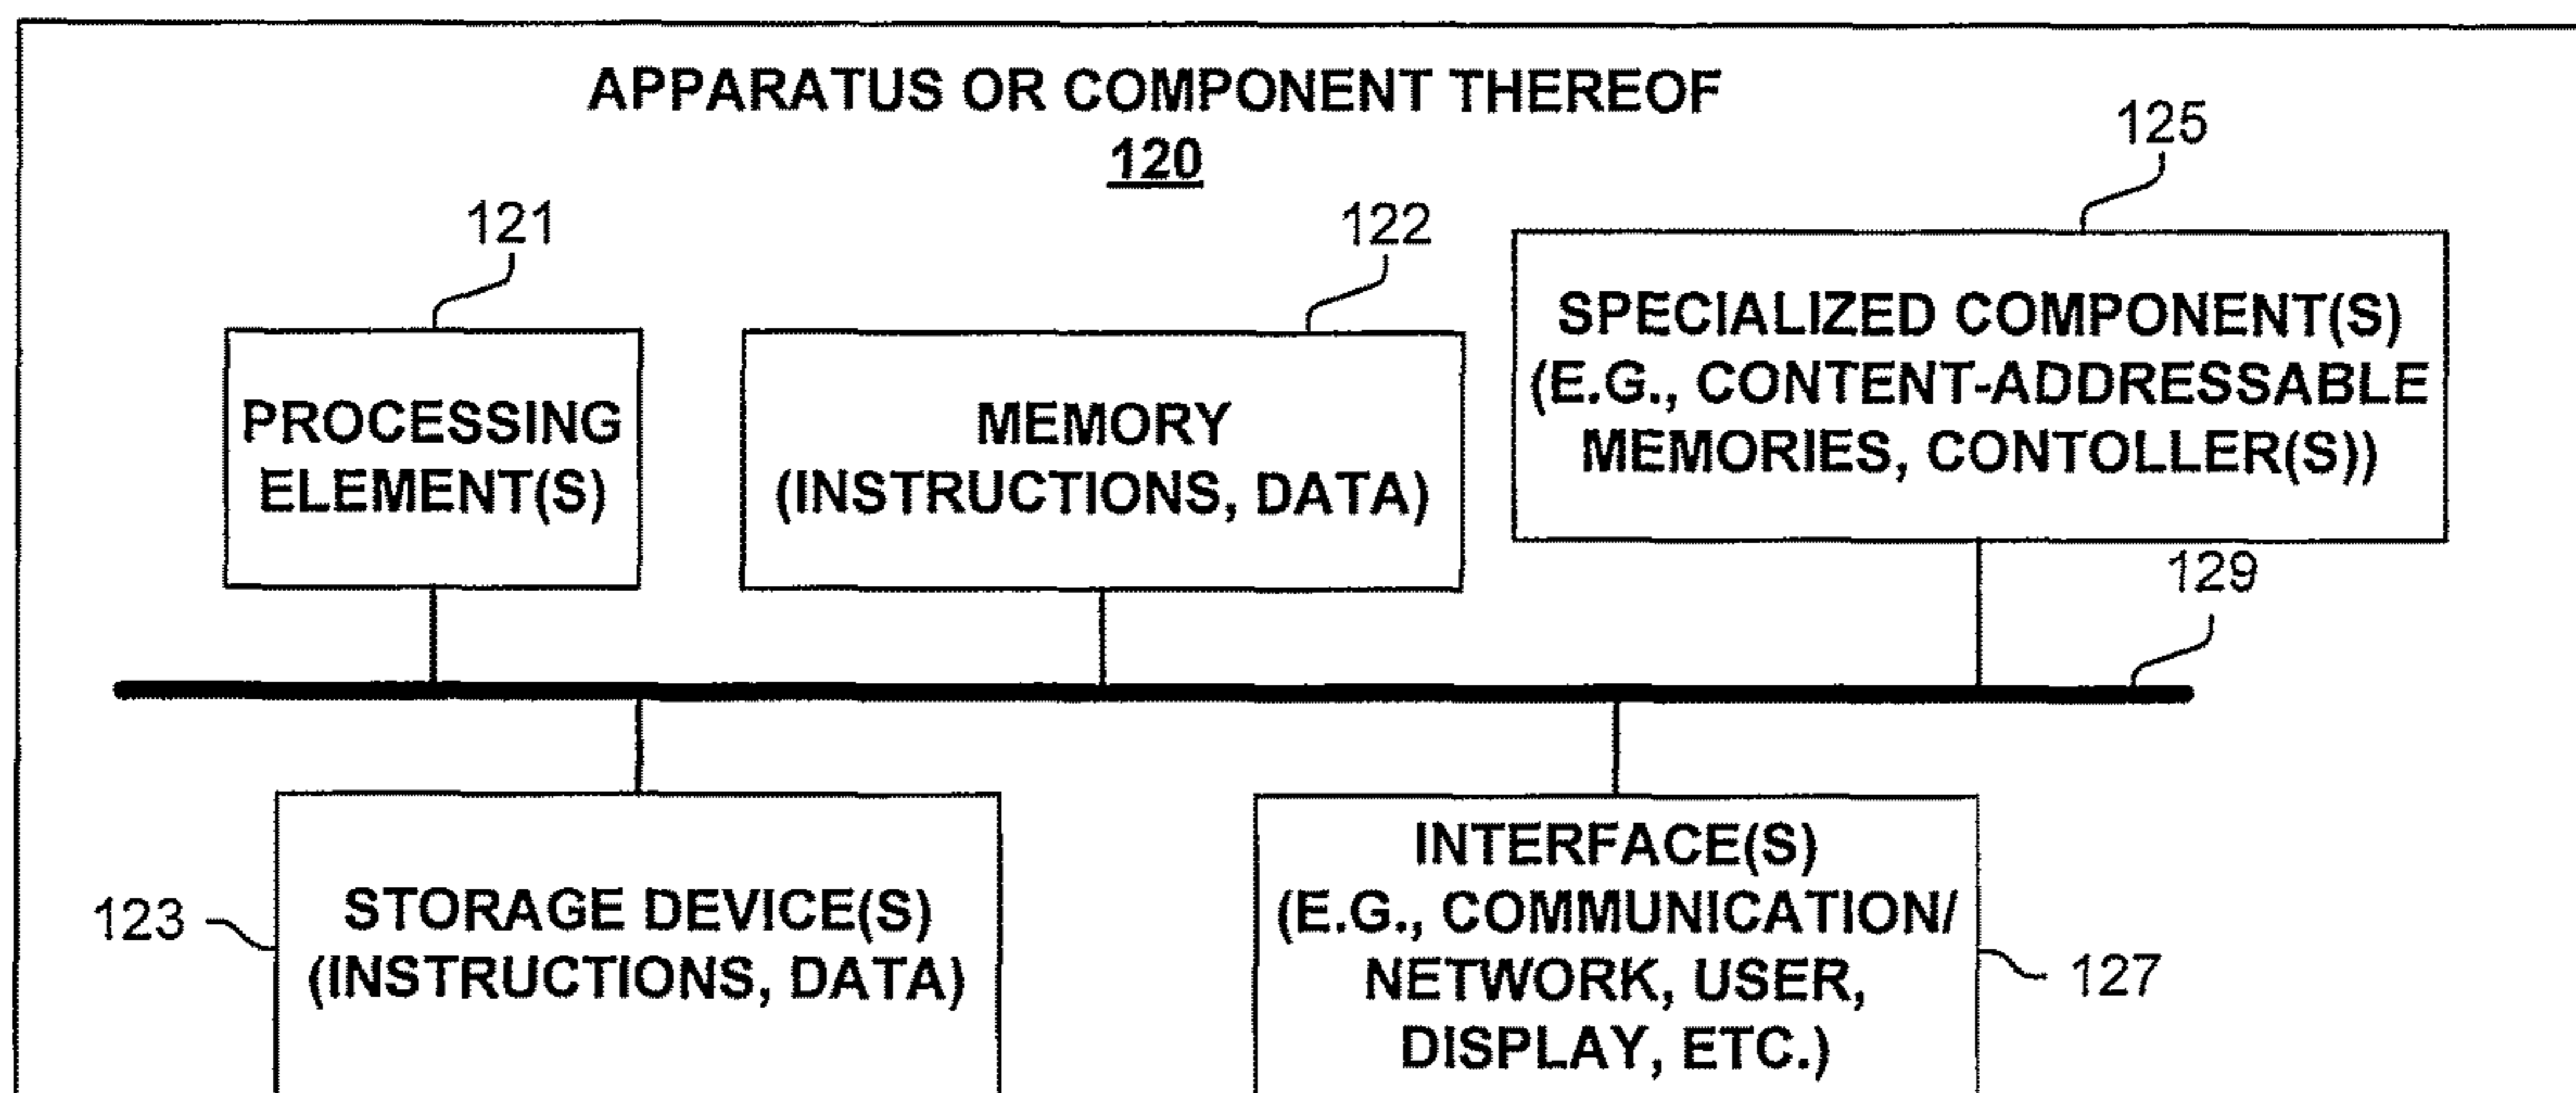 APPARATUS OR COMPONENT THEREOF
120
121
122
125
PROCESSING
ELEMENT(S)
MEMORY
(INSTRUCTIONS, DATA)
SPECIALIZED COMPONENT(S)
(E.G., CONTENT-ADDRESSABLE
MEMORIES, CONTOLLER(S))
129
123
STORAGE DEVICE(S)
(INSTRUCTIONS, DATA)
INTERFACE(S)
(E.G., COMMUNICATION/
NETWORK, USER,
DISPLAY, ETC.)
127